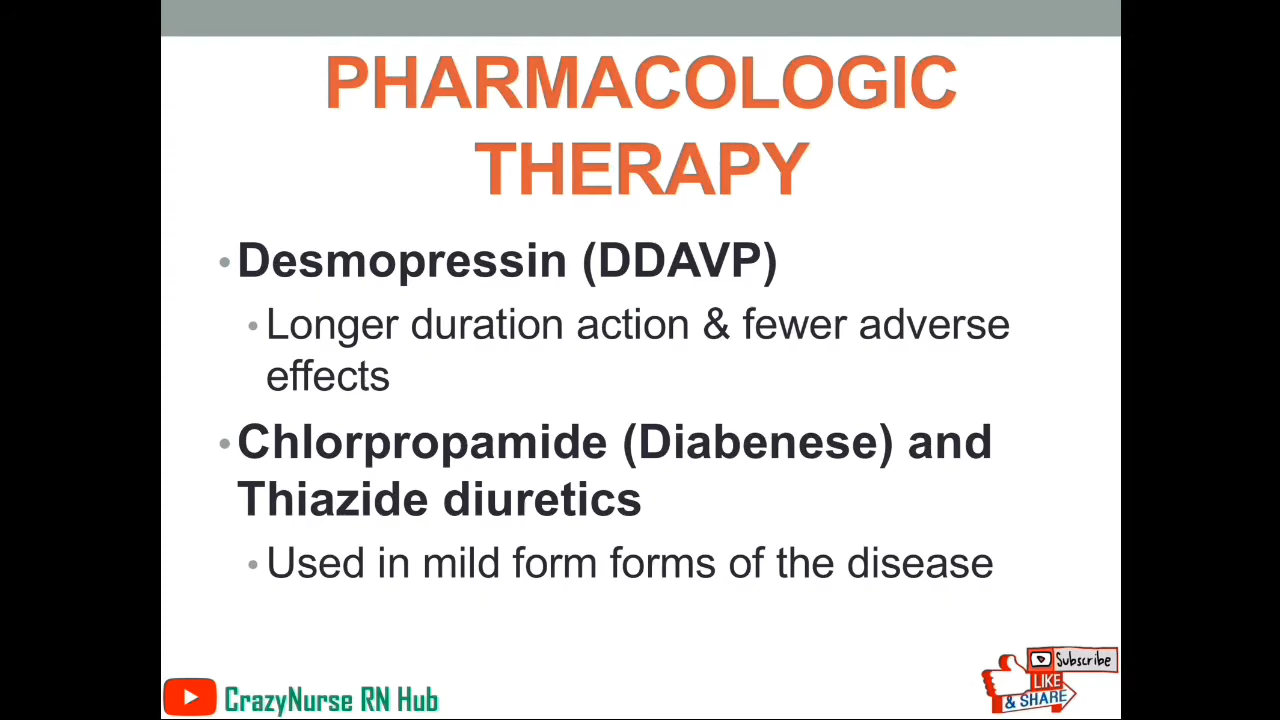 PHARMACOLOGIC
THERAPY
•Desmopressin (DDAVP)
•Longer duration action & fewer adverse
effects
•Chlorpropamide (Diabenese) and
Thiazide diuretics
•Used in mild form forms of the disease
CrazyNurse RN Hub
Subscribe
LIKE
& SHARE